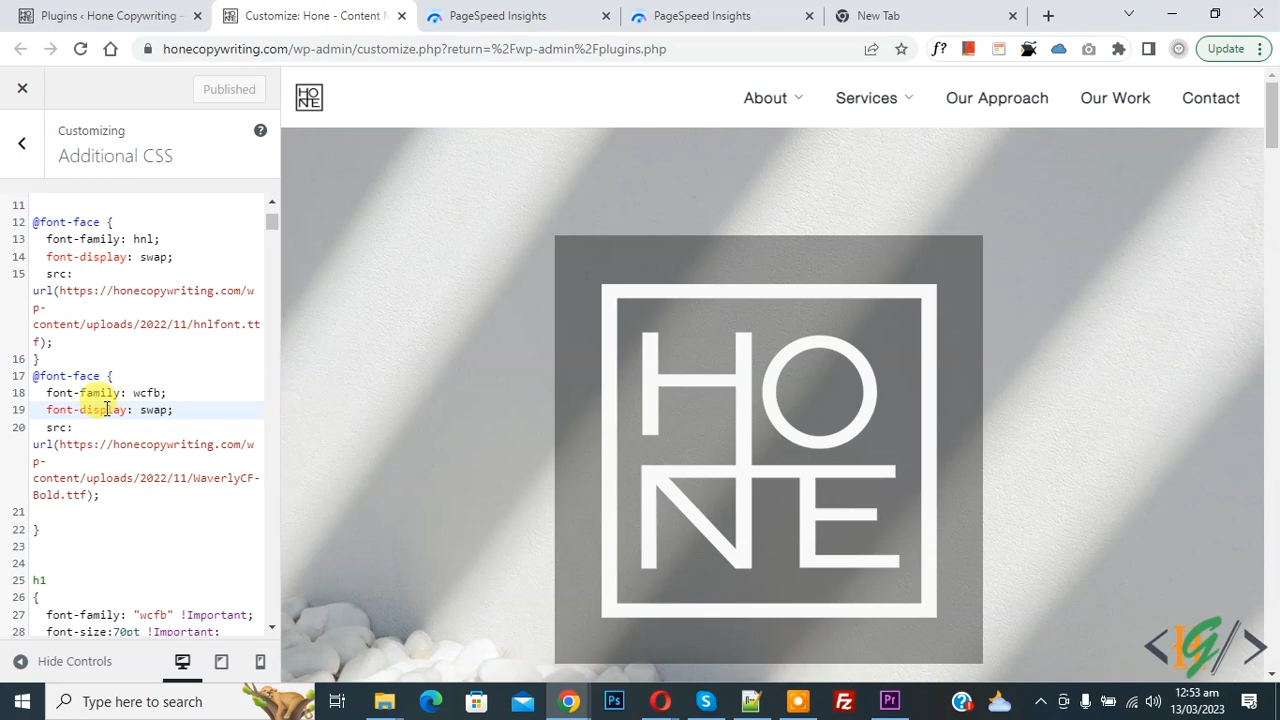 Plugins ‹ Hone Copywriting –
Customize: Hone - Content M
PageSpeed Insights
PageSpeed Insights
New Tab
honecopywriting.com/wp-admin/customize.php?return=%2Fwp-admin%2Fplugins.php
f?
Update
Published
Customizing
Additional CSS
HO
NE
About
Services
Our Approach
Our Work
Contact
11
12 @font-face {
13 font-family: hnl;
14 font-display: swap;
15 src:
url(https://honecopywriting.com/w
p-
content/uploads/2022/11/hnlfont.tt
f);
16 }
17 @font-face {
18 font-family: wcfb;
19 font-display: swap;
20 src:
url(https://honecopywriting.com/w
p-
content/uploads/2022/11/WaverlyCF-
Bold.ttf);
21
22 }
23
24
25 h1
26 {
27 font-family: "wcfb" !Important;
28 font-size:70pt !Important;
HO
NE
Hide Controls
<IG/>
Type here to search
Ps
Fz
Pr
12:53 am
13/03/2023